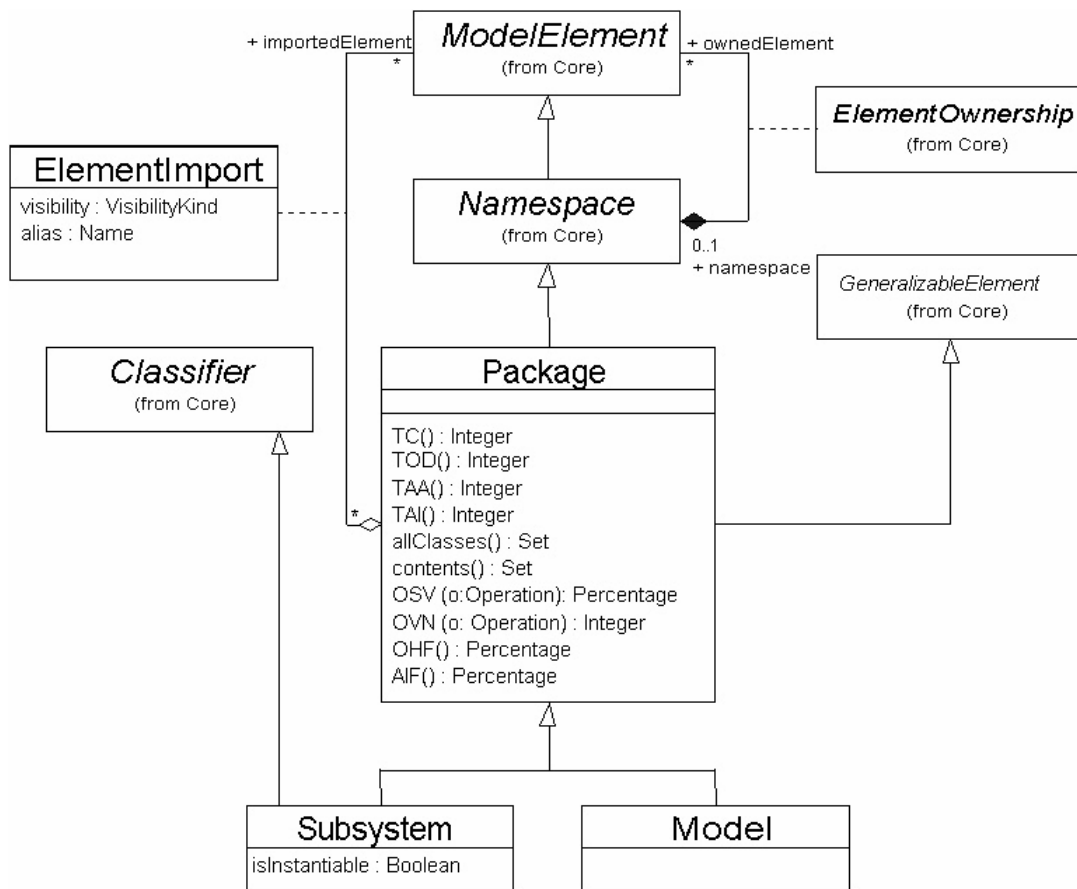 + importedElement
*
ModelElement
(from Core)
+ ownedElement
*
ElementOwnership
(from Core)
ElementImport
visibility : VisibilityKind
alias : Name
Namespace
(from Core)
0..1
+ namespace
GeneralizableElement
(from Core)
Classifier
(from Core)
Package
TC() : Integer
TOD() : Integer
TAA() : Integer
TAI() : Integer
allClasses() : Set
contents() : Set
OSV (o:Operation): Percentage
OVN (o: Operation) : Integer
OHF() : Percentage
AIF() : Percentage
*
Subsystem
isInstantiable : Boolean
Model